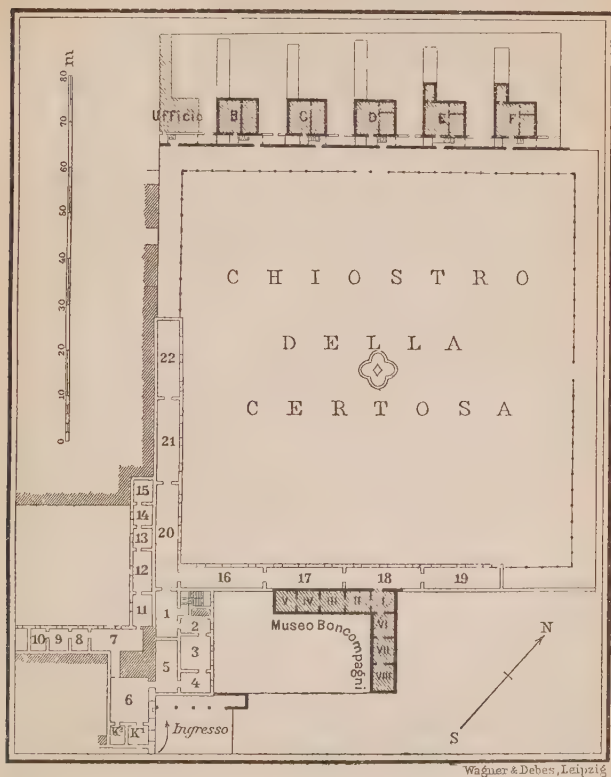 m
80
70
60
50
40
30
20
10
0
Ufficio B C D E F
CHIOSTRO
DELLA
CERTOSA
22
21
20
15
14
13
12
11
16 17 18 19
V IV III II I
VI
VII
VIII
Museo Boncompagni
1
2
3
4
5
10 9 8 7
6
K² K¹
Ingresso
N
S
Wagner & Debes, Leipzig